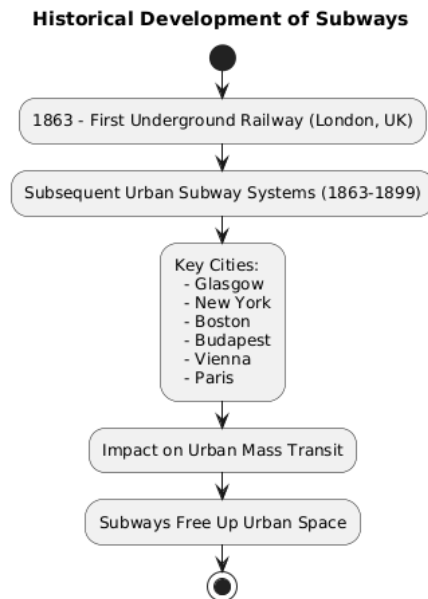 Historical Development of Subways
1863 - First Underground Railway (London, UK)
Subsequent Urban Subway Systems (1863-1899)
Key Cities:
- Glasgow
- New York
- Boston
- Budapest
- Vienna
- Paris
Impact on Urban Mass Transit
Subways Free Up Urban Space